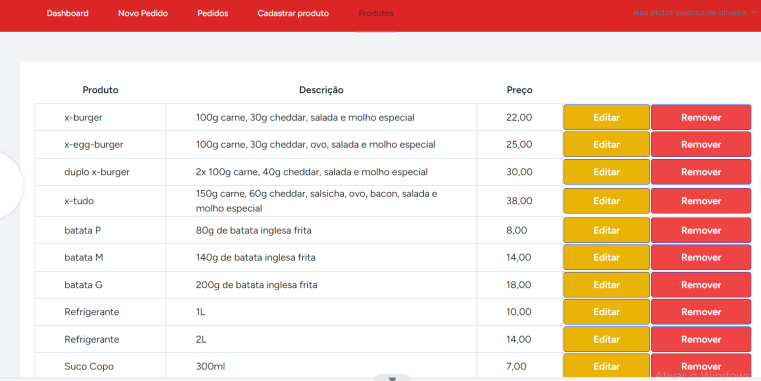 Dashboard Novo Pedido Pedidos Cadastrar produto Produtos alan victor valenca de oliveira
Produto Descrição Preço
x-burger 100g carne, 30g cheddar, salada e molho especial 22,00 Editar Remover
x-egg-burger 100g carne, 30g cheddar, ovo, salada e molho especial 25,00 Editar Remover
duplo x-burger 2x 100g carne, 40g cheddar, salada e molho especial 30,00 Editar Remover
x-tudo 150g carne, 60g cheddar, salsicha, ovo, bacon, salada e
molho especial 38,00 Editar Remover
batata P 80g de batata inglesa frita 8,00 Editar Remover
batata M 140g de batata inglesa frita 14,00 Editar Remover
batata G 200g de batata inglesa frita 18,00 Editar Remover
Refrigerante 1L 10,00 Editar Remover
Refrigerante 2L 14,00 Editar Remover
Suco Copo 300ml 7,00 Editar Remover
Ativar o Windows